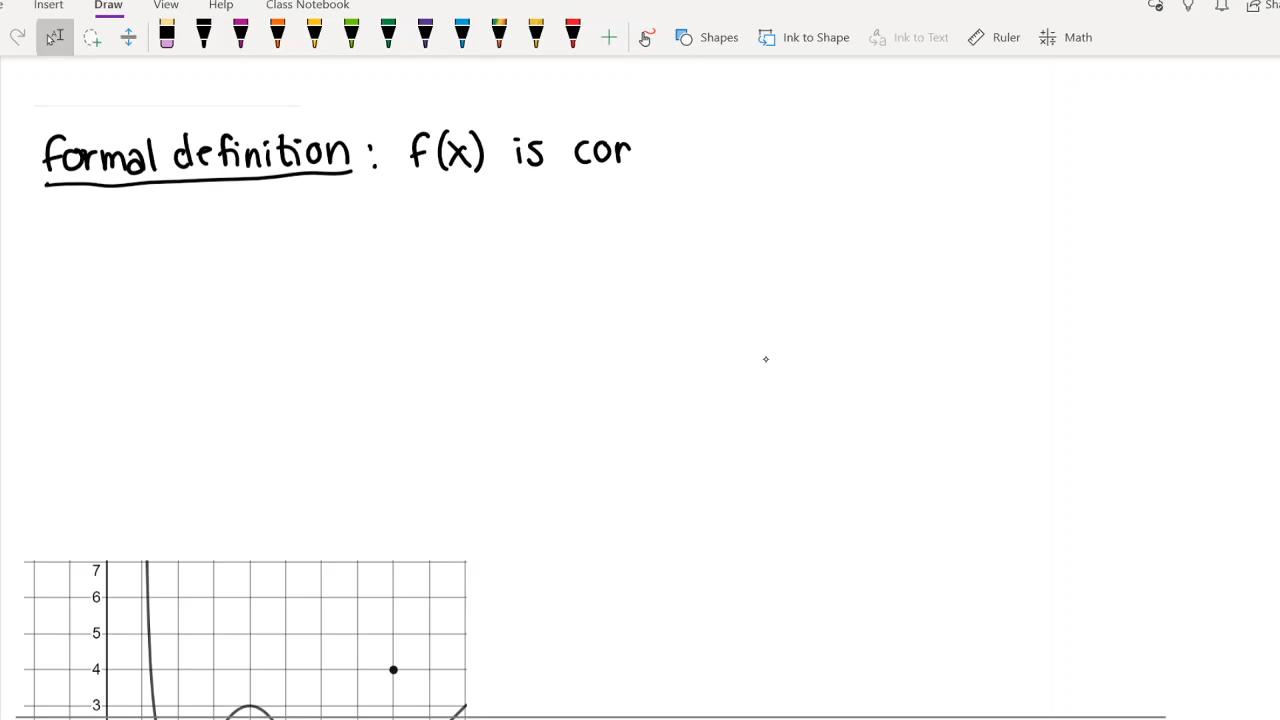 Insert Draw View Help Class Notebook
Shapes Ink to Shape Ink to Text Ruler Math
formal definition: f(x) is con
7
6
5
4
3